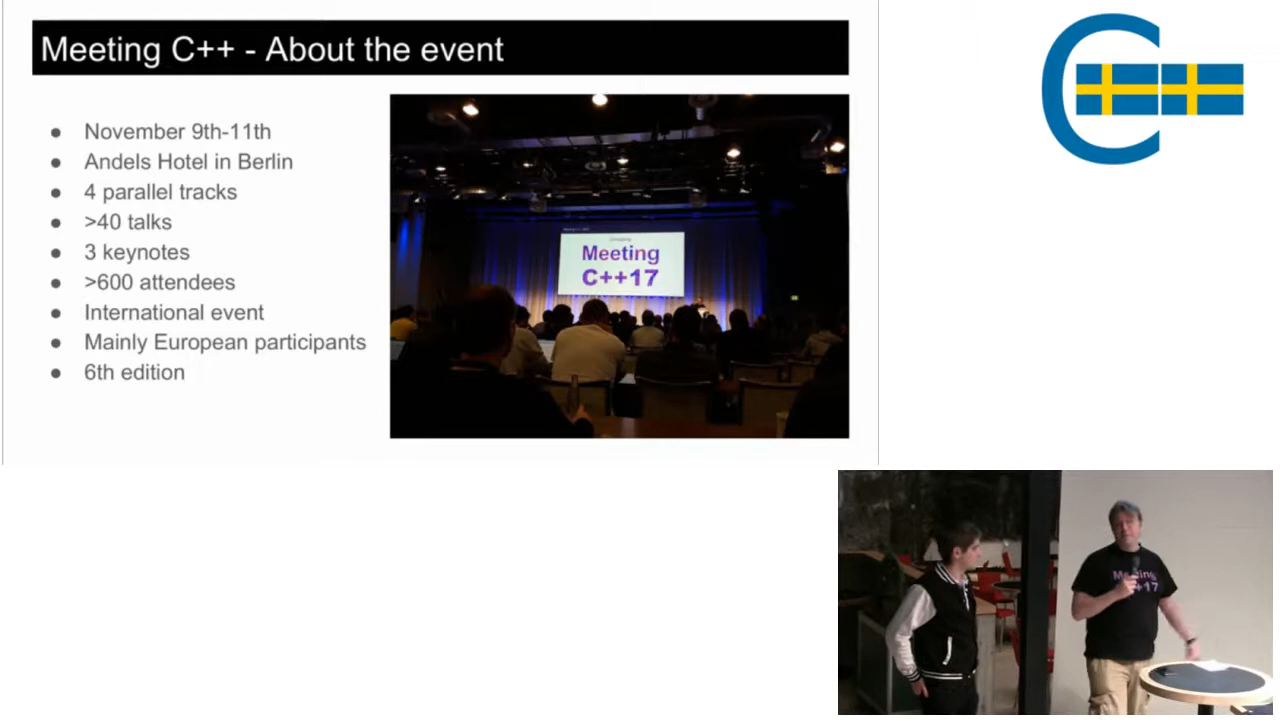 Meeting C++ - About the event
● November 9th-11th
● Andels Hotel in Berlin
● 4 parallel tracks
● >40 talks
● 3 keynotes
● >600 attendees
● International event
● Mainly European participants
● 6th edition
Meeting
C++17
C++